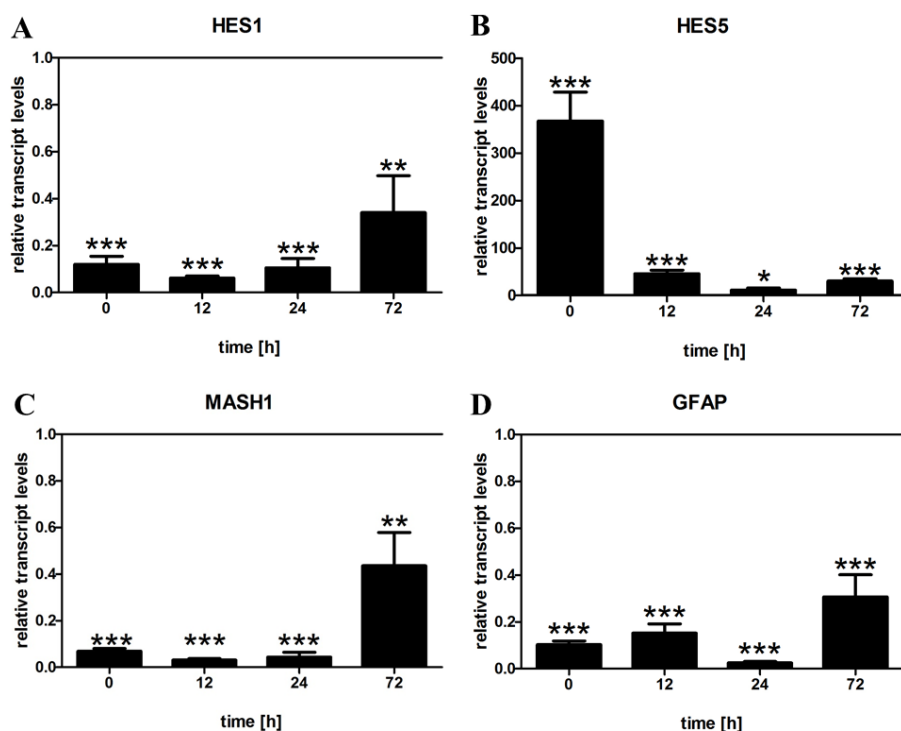 A
HES1
relative transcript levels
1.0
0.8
0.6
0.4
0.2
0.0
***
***
***
**
0 12 24 72
time [h]
B
HES5
relative transcript levels
500
400
300
200
100
0
***
***
*
***
0 12 24 72
time [h]
C
MASH1
relative transcript levels
1.0
0.8
0.6
0.4
0.2
0.0
***
***
***
**
0 12 24 72
time [h]
D
GFAP
relative transcript levels
1.0
0.8
0.6
0.4
0.2
0.0
***
***
***
***
0 12 24 72
time [h]